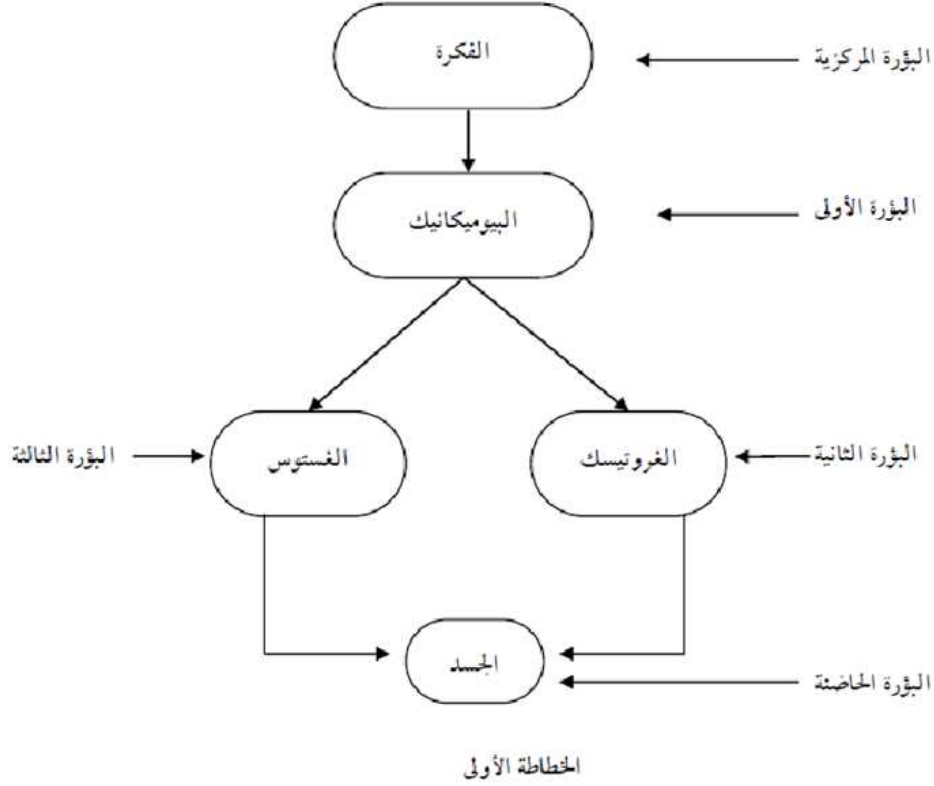 الفكرة
البؤرة المركزية
البيوميكانيك
البؤرة الأولى
الغروتيسك
البؤرة الثانية
الغستوس
البؤرة الثالثة
الجسد
البؤرة الحاضنة
الخطاطة الأولى